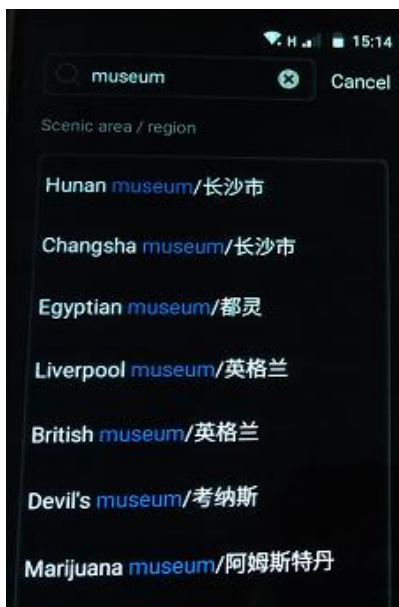 H 15:14
museum Cancel
Scenic area / region
Hunan museum/长沙市
Changsha museum/长沙市
Egyptian museum/都灵
Liverpool museum/英格兰
British museum/英格兰
Devil's museum/考纳斯
Marijuana museum/阿姆斯特丹